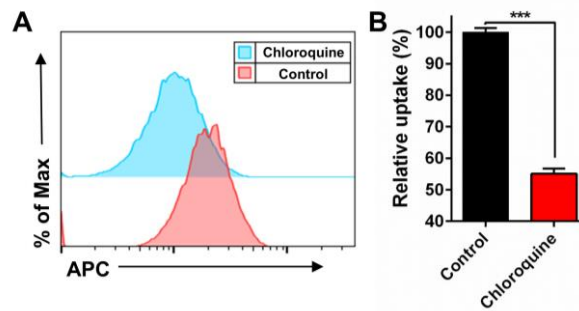 A
Chloroquine
Control
% of Max
APC
B
***
Relative uptake (%)
100
90
80
70
60
50
40
Control
Chloroquine